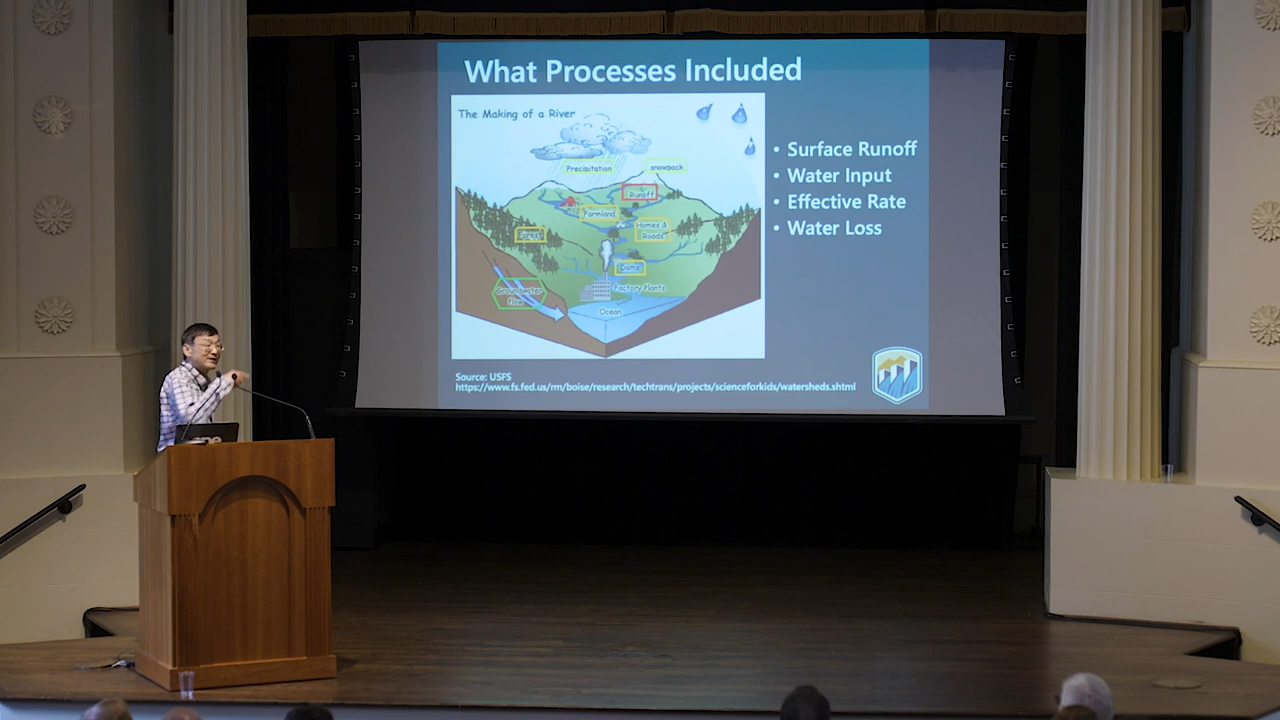 What Processes Included
The Making of a River
Precipitation
snowpack
Runoff
Farmland
Forest
Homes &
Roads
Dams
Groundwater
flow
Factory Plants
Ocean
• Surface Runoff
• Water Input
• Effective Rate
• Water Loss
Source: USFS
https://www.fs.fed.us/rm/boise/research/techtrans/projects/scienceforkids/watersheds.shtml